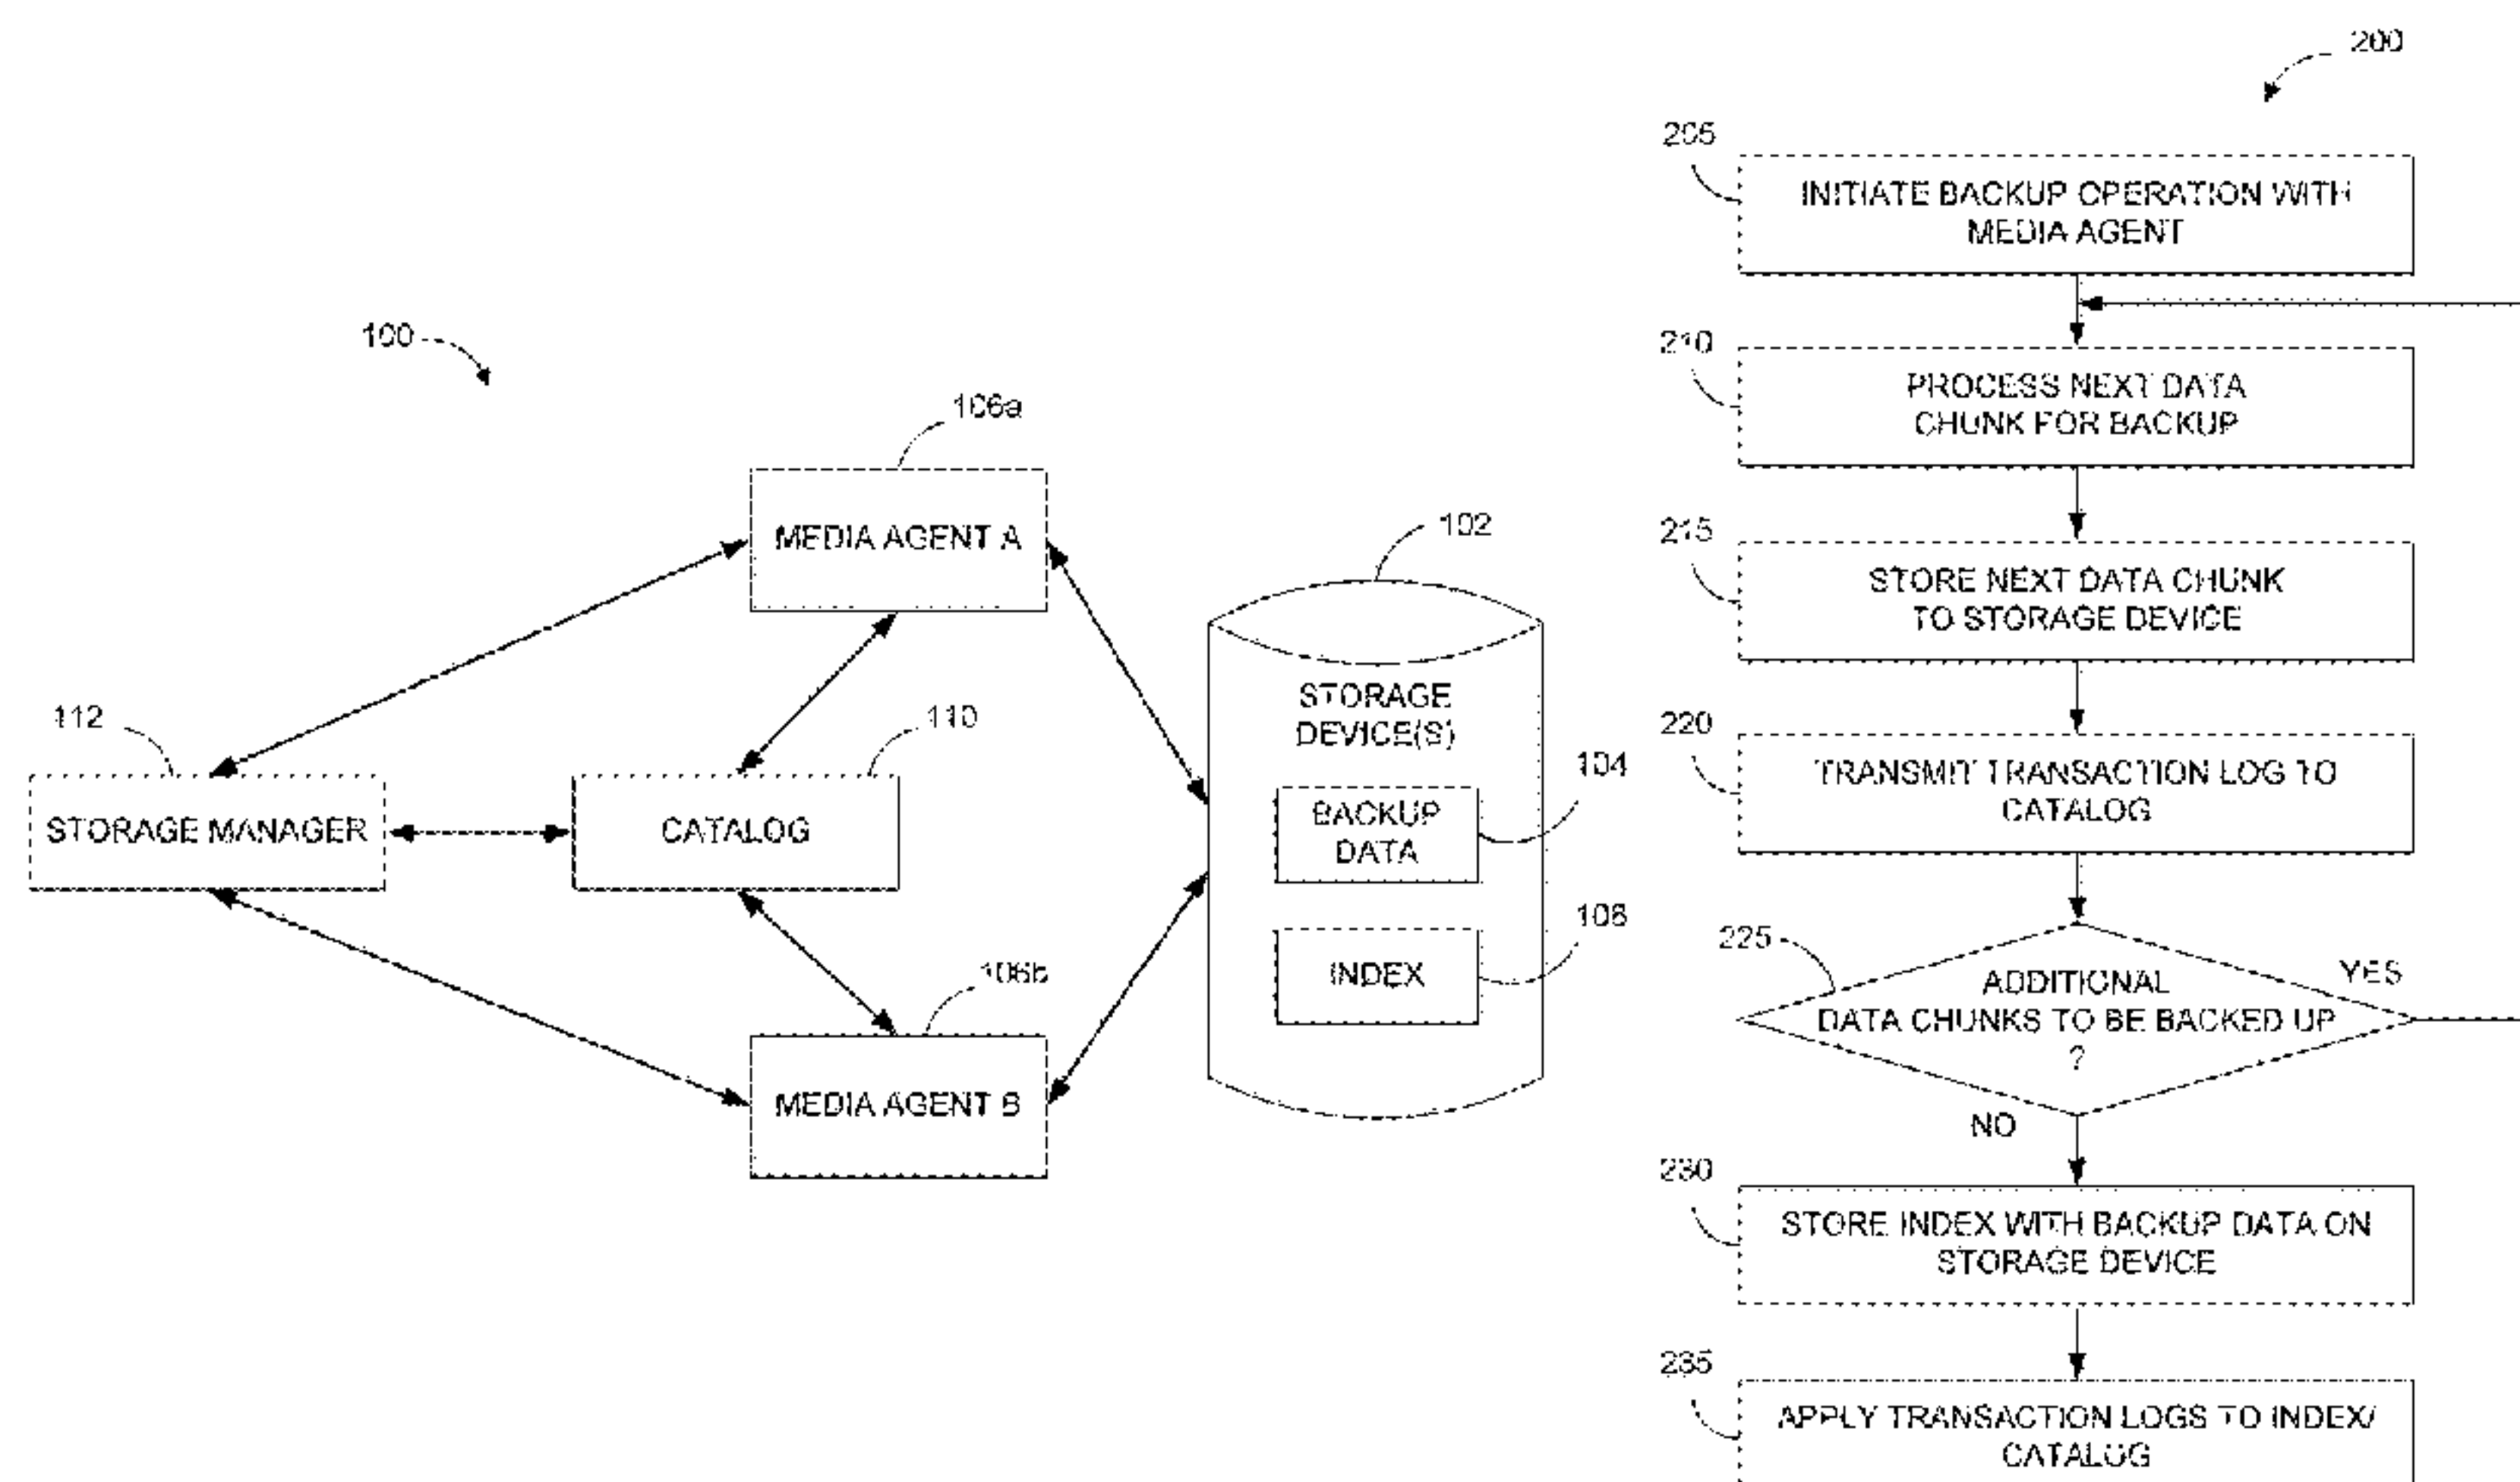 100
106a
MEDIA AGENT A
102
112
110
STORAGE
DEVICE(S)
104
STORAGE MANAGER
CATALOG
BACKUP
DATA
106
INDEX
106b
MEDIA AGENT B
200
205
INITIATE BACKUP OPERATION WITH
MEDIA AGENT
210
PROCESS NEXT DATA
CHUNK FOR BACKUP
215
STORE NEXT DATA CHUNK
TO STORAGE DEVICE
220
TRANSMIT TRANSACTION LOG TO
CATALOG
225
YES
ADDITIONAL
DATA CHUNKS TO BE BACKED UP
?
NO
230
STORE INDEX WITH BACKUP DATA ON
STORAGE DEVICE
235
APPLY TRANSACTION LOGS TO INDEX/
CATALOG